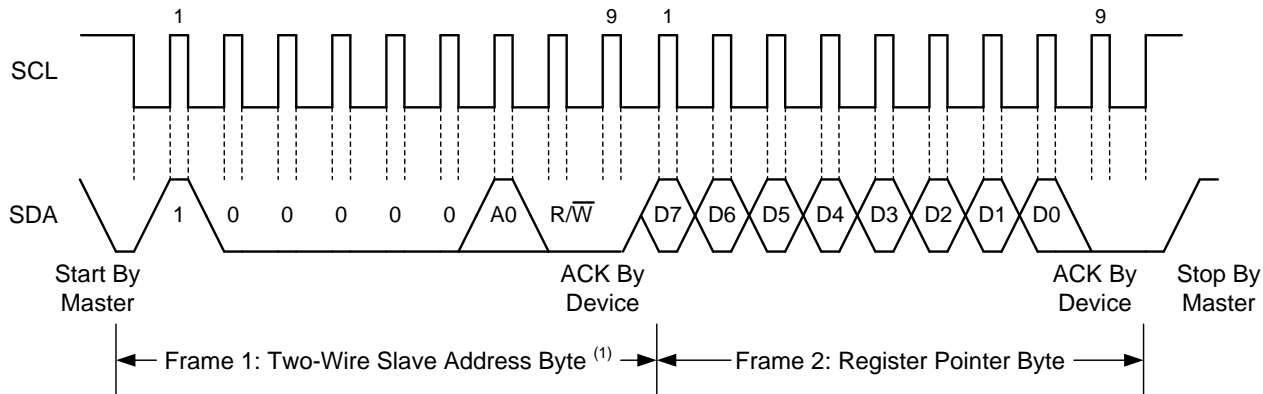 1 9 1 9
SCL
SDA 1 0 0 0 0 0 A0 R/W̅ D7 D6 D5 D4 D3 D2 D1 D0
Start By
Master
ACK By
Device
ACK By
Device
Stop By
Master
Frame 1: Two-Wire Slave Address Byte (1)
Frame 2: Register Pointer Byte